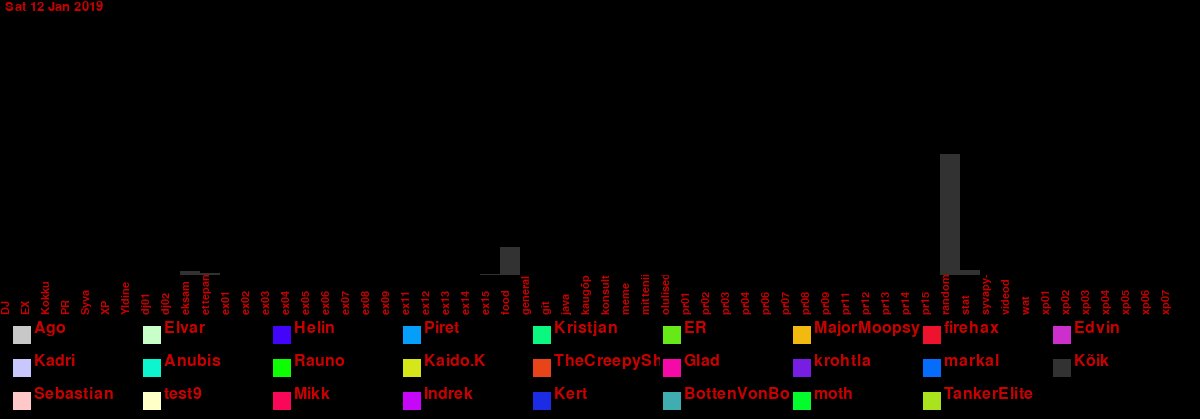 Sat 12 Jan 2019
DJ EX Kokku PR Syva XP Yldine dj01 dj02 eksam ettepan ex01 ex02 ex03 ex04 ex05 ex06 ex07 ex08 ex09 ex11 ex12 ex13 ex14 ex15 food general git java kaugõp konsult meme mittenii olulised pr01 pr02 pr03 pr04 pr06 pr07 pr08 pr09 pr11 pr12 pr13 pr14 pr15 random stat syvapy- videod wat xp01 xp02 xp03 xp04 xp05 xp06 xp07
Ago Elvar Helin Piret Kristjan ER MajorMoopsy firehax Edvin
Kadri Anubis Rauno Kaido.K TheCreepySh Glad krohtla markal Kõik
Sebastian test9 Mikk Indrek Kert BottenVonBo moth TankerElite